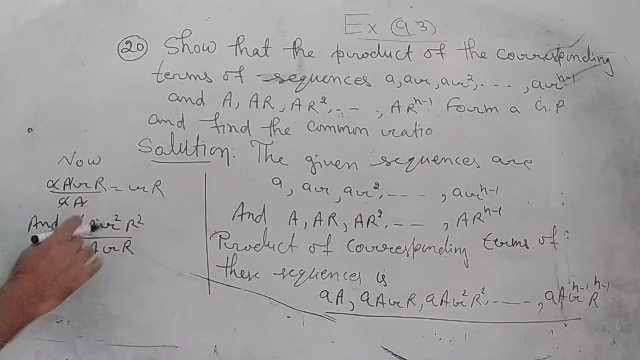 Ex 9.3
20 Show that the product of the corresponding
terms of sequences a, ar, ar², ...., arⁿ⁻¹
and A, AR, AR², ..., ARⁿ⁻¹ form a G.P
and find the common ratio.
Solution: The given sequences are
a, ar, ar², ....., arⁿ⁻¹
And A, AR, AR², ...., ARⁿ⁻¹
Product of corresponding terms of
these sequences is
aA, aArR, aAr²R², ....., aArⁿ⁻¹Rⁿ⁻¹
Now
aArR/aA = rR
And r²R²/ArR